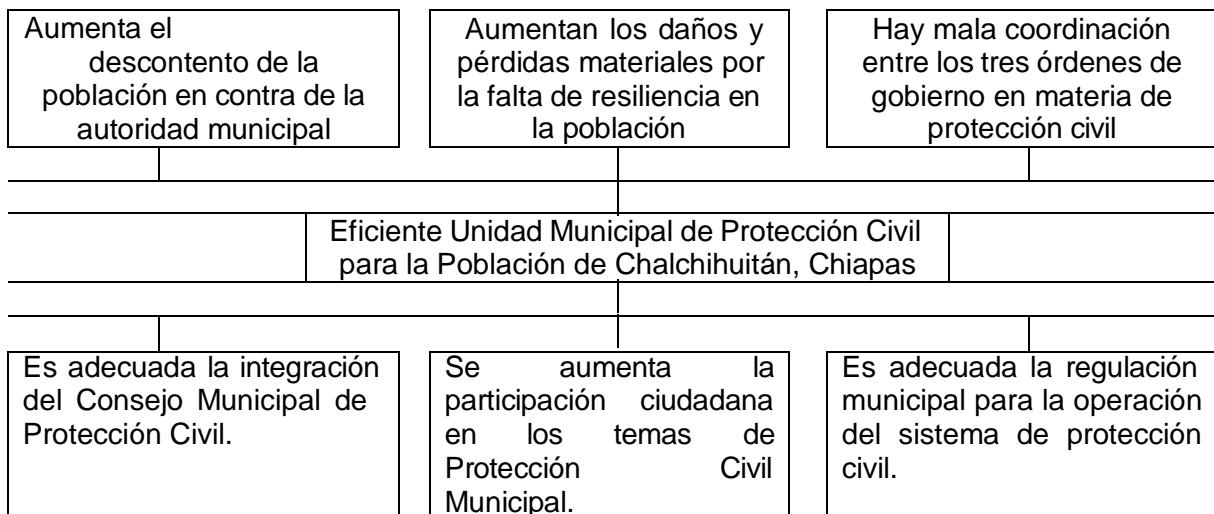 Aumenta el
descontento de la
población en contra de la
autoridad municipal
Aumentan los daños y
pérdidas materiales por
la falta de resiliencia en
la población
Hay mala coordinación
entre los tres órdenes de
gobierno en materia de
protección civil
Eficiente Unidad Municipal de Protección Civil
para la Población de Chalchihuitán, Chiapas
Es adecuada la integración
del Consejo Municipal de
Protección Civil.
Se aumenta la
participación ciudadana
en los temas de
Protección Civil
Municipal.
Es adecuada la regulación
municipal para la operación
del sistema de protección
civil.